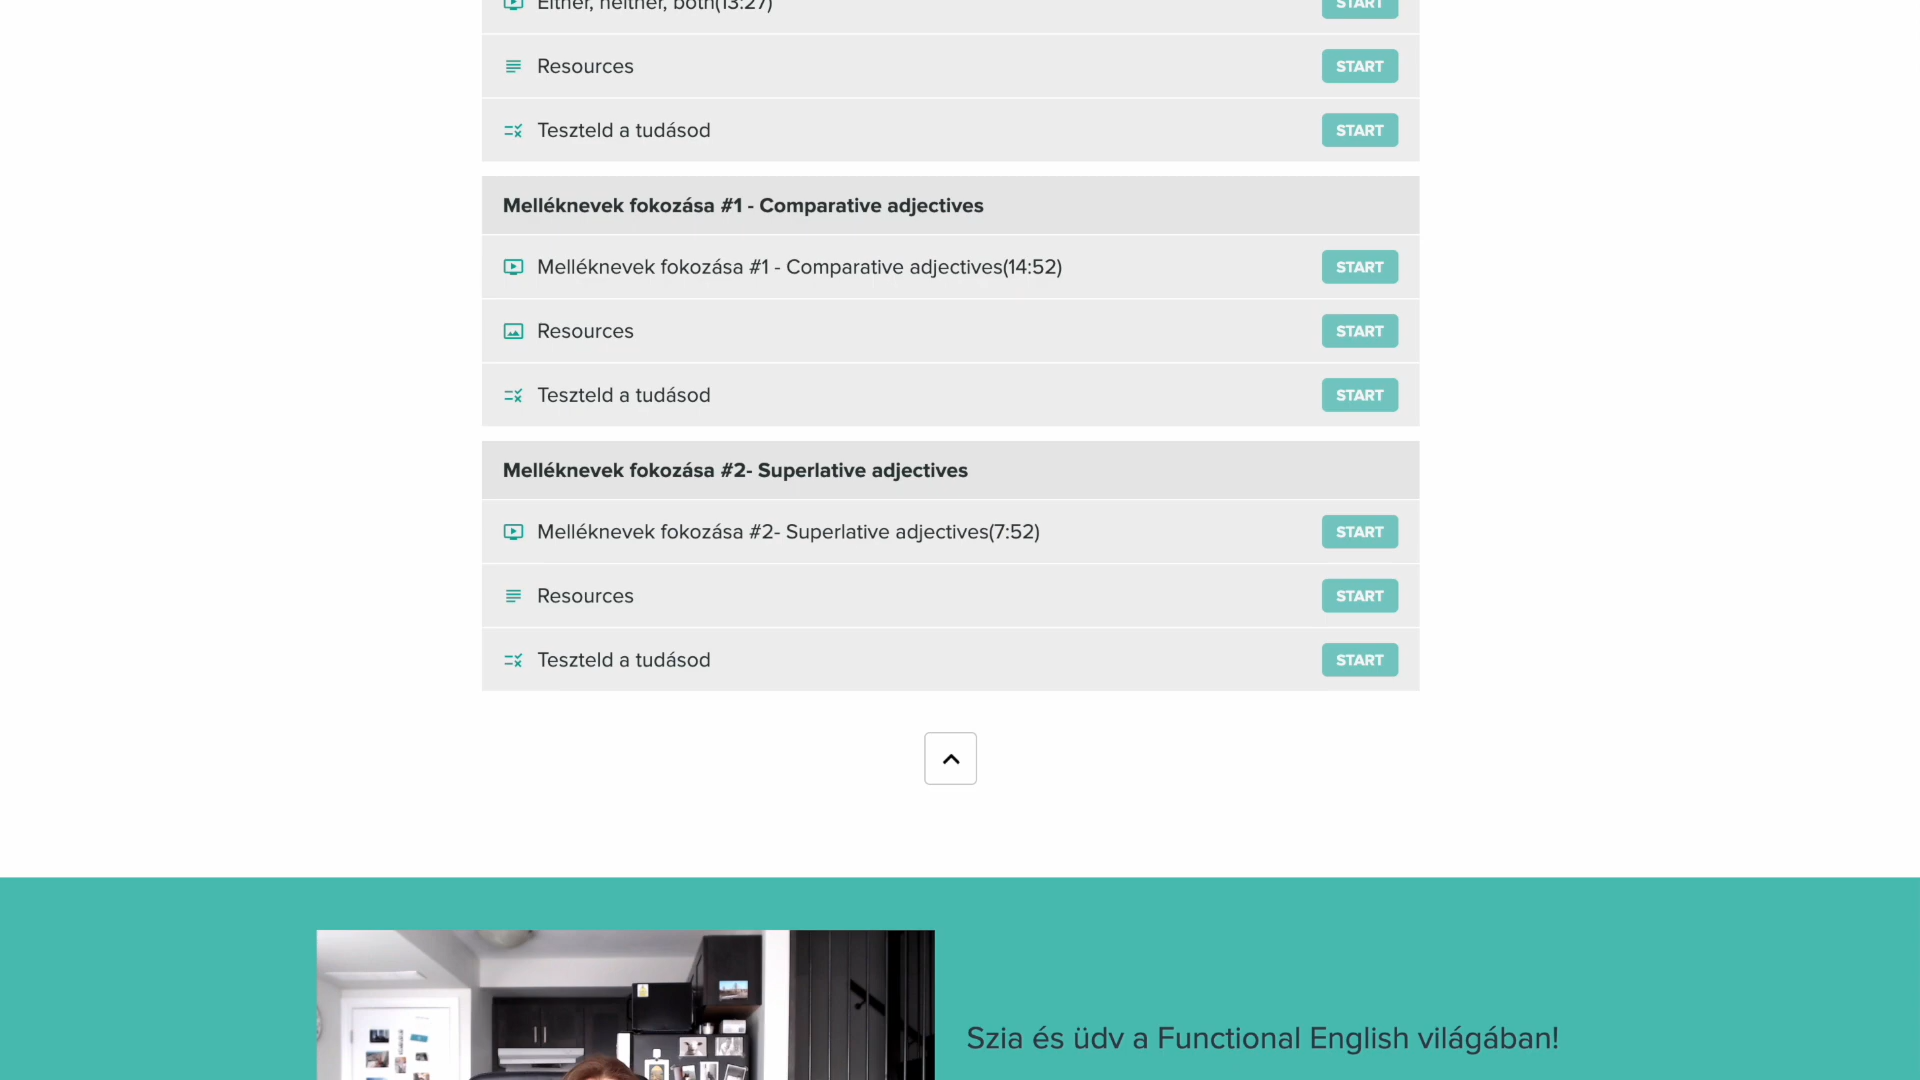 Either, neither, both(13:27)
START
Resources
START
Teszteld a tudásod
START
Melléknevek fokozása #1 - Comparative adjectives
Melléknevek fokozása #1 - Comparative adjectives(14:52)
START
Resources
START
Teszteld a tudásod
START
Melléknevek fokozása #2- Superlative adjectives
Melléknevek fokozása #2- Superlative adjectives(7:52)
START
Resources
START
Teszteld a tudásod
START
Szia és üdv a Functional English világában!